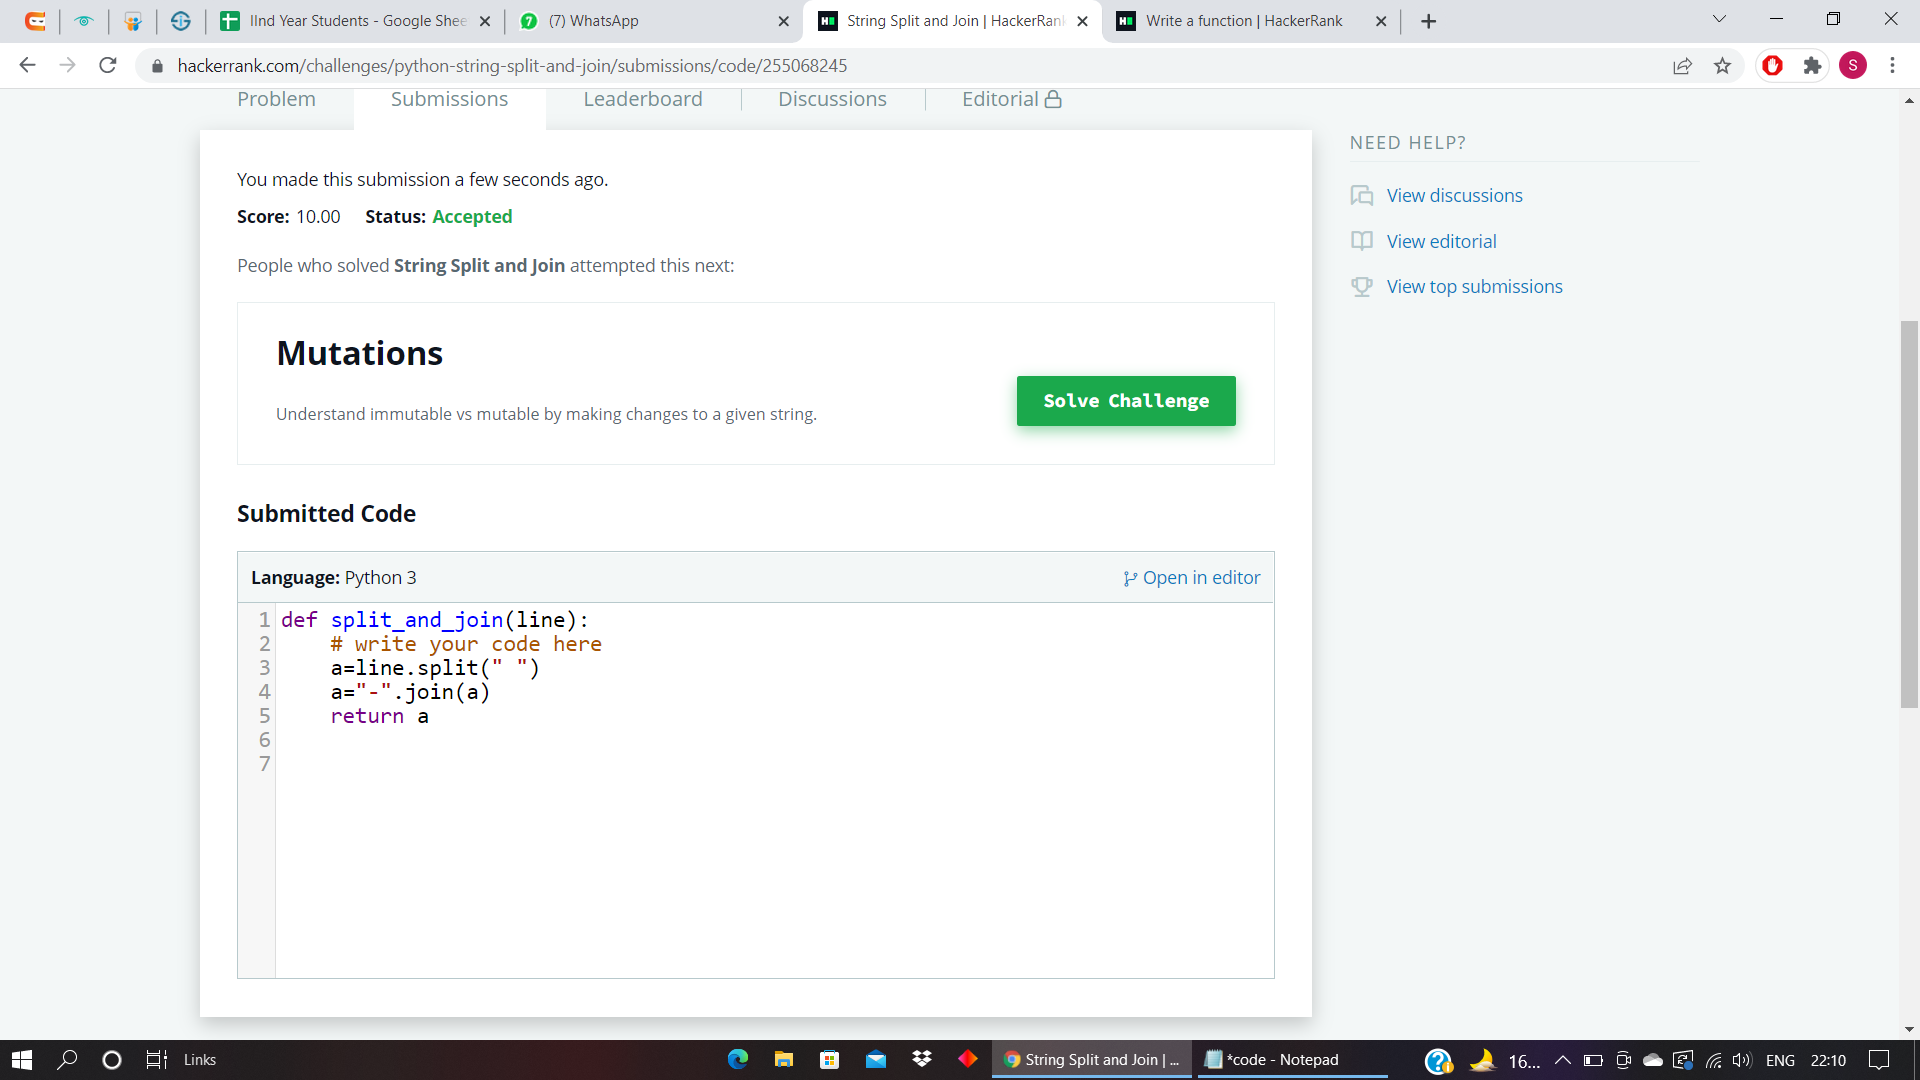 IInd Year Students - Google Shee
(7) WhatsApp
String Split and Join | HackerRank
Write a function | HackerRank
hackerrank.com/challenges/python-string-split-and-join/submissions/code/255068245
S
Problem
Submissions
Leaderboard
Discussions
Editorial
NEED HELP?
View discussions
View editorial
View top submissions
You made this submission a few seconds ago.
Score: 10.00 Status: Accepted
People who solved String Split and Join attempted this next:
Mutations
Understand immutable vs mutable by making changes to a given string.
Solve Challenge
Submitted Code
Language: Python 3
Open in editor
1 def split_and_join(line):
2     # write your code here
3     a=line.split(" ")
4     a="-".join(a)
5     return a
6
7
Links
String Split and Join | ...
*code - Notepad
16...
ENG
22:10